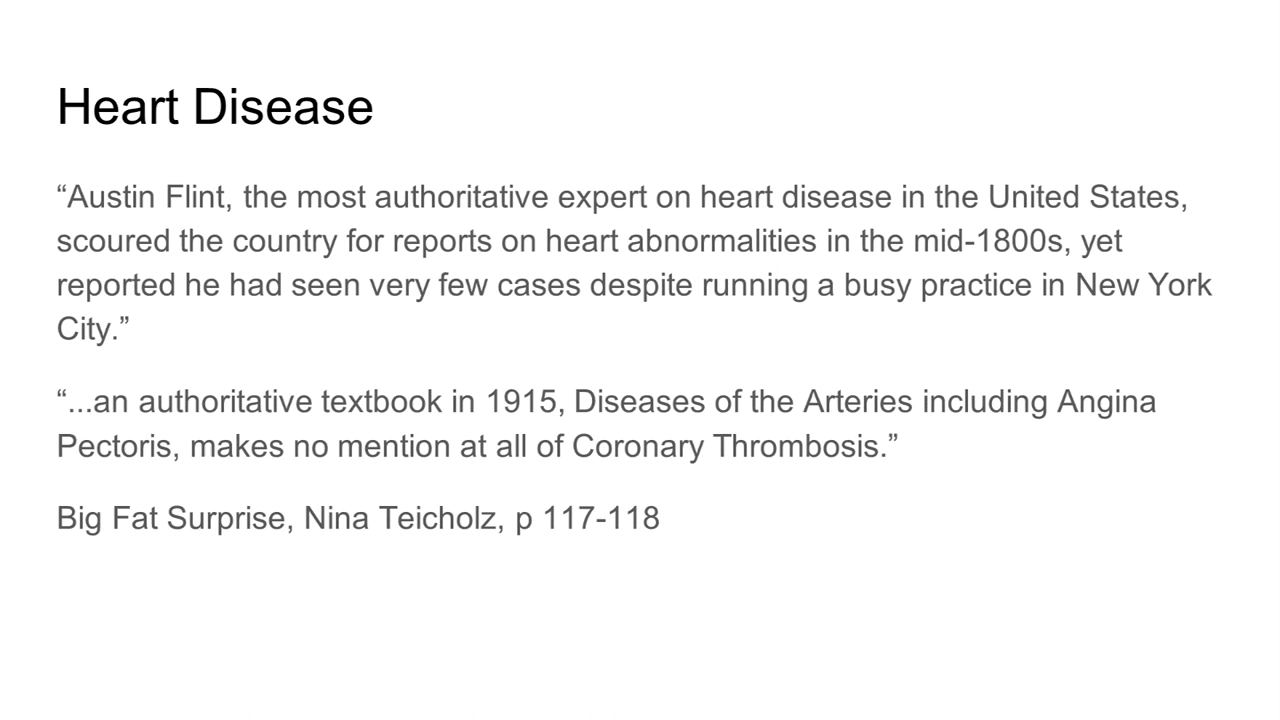 Heart Disease
“Austin Flint, the most authoritative expert on heart disease in the United States,
scoured the country for reports on heart abnormalities in the mid-1800s, yet
reported he had seen very few cases despite running a busy practice in New York
City.”
“...an authoritative textbook in 1915, Diseases of the Arteries including Angina
Pectoris, makes no mention at all of Coronary Thrombosis.”
Big Fat Surprise, Nina Teicholz, p 117-118